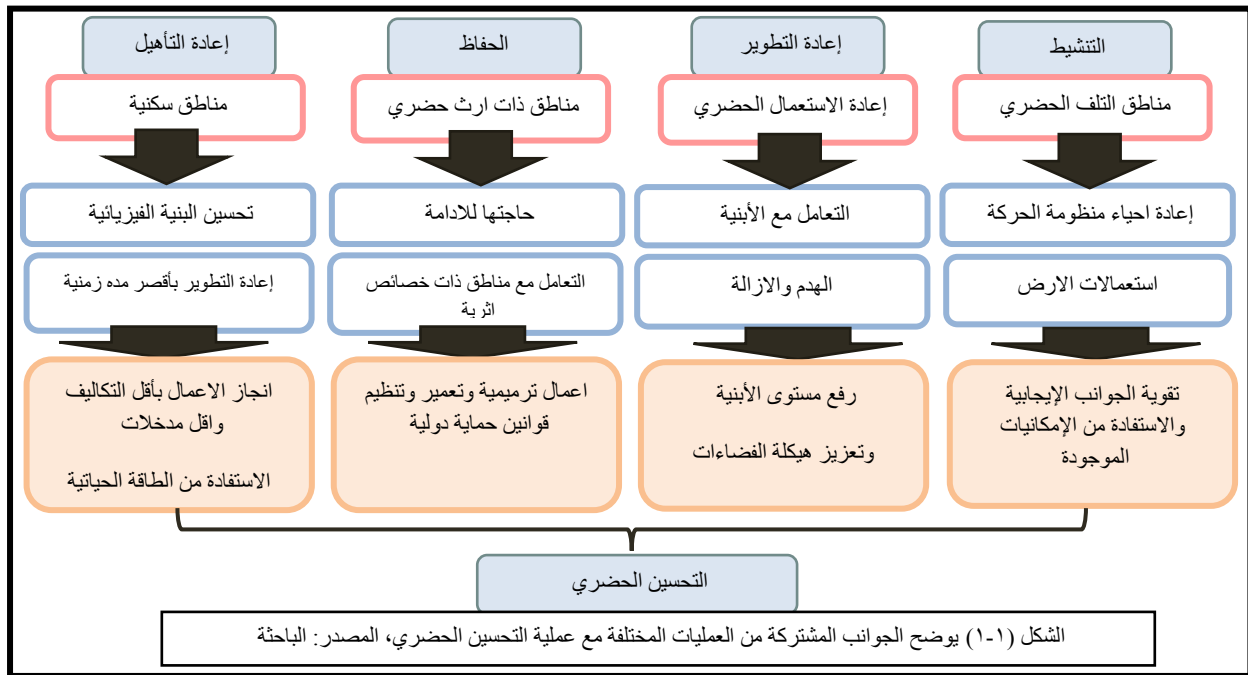 التنشيط
إعادة التطوير
الحفاظ
إعادة التأهيل
مناطق التلف الحضري
إعادة الاستعمال الحضري
مناطق ذات ارث حضري
مناطق سكنية
إعادة احياء منظومة الحركة
التعامل مع الأبنية
حاجتها للادامة
تحسين البنية الفيزيائية
استعمالات الارض
الهدم والازالة
التعامل مع مناطق ذات خصائص
اثرية
إعادة التطوير بأقصر مده زمنية
تقوية الجوانب الإيجابية
والاستفادة من الإمكانيات
الموجودة
رفع مستوى الأبنية
وتعزيز هيكلة الفضاءات
اعمال ترميمية وتعمير وتنظيم
قوانين حماية دولية
انجاز الاعمال بأقل التكاليف
واقل مدخلات
الاستفادة من الطاقة الحياتية
التحسين الحضري
الشكل (١-١) يوضح الجوانب المشتركة من العمليات المختلفة مع عملية التحسين الحضري، المصدر: الباحثة